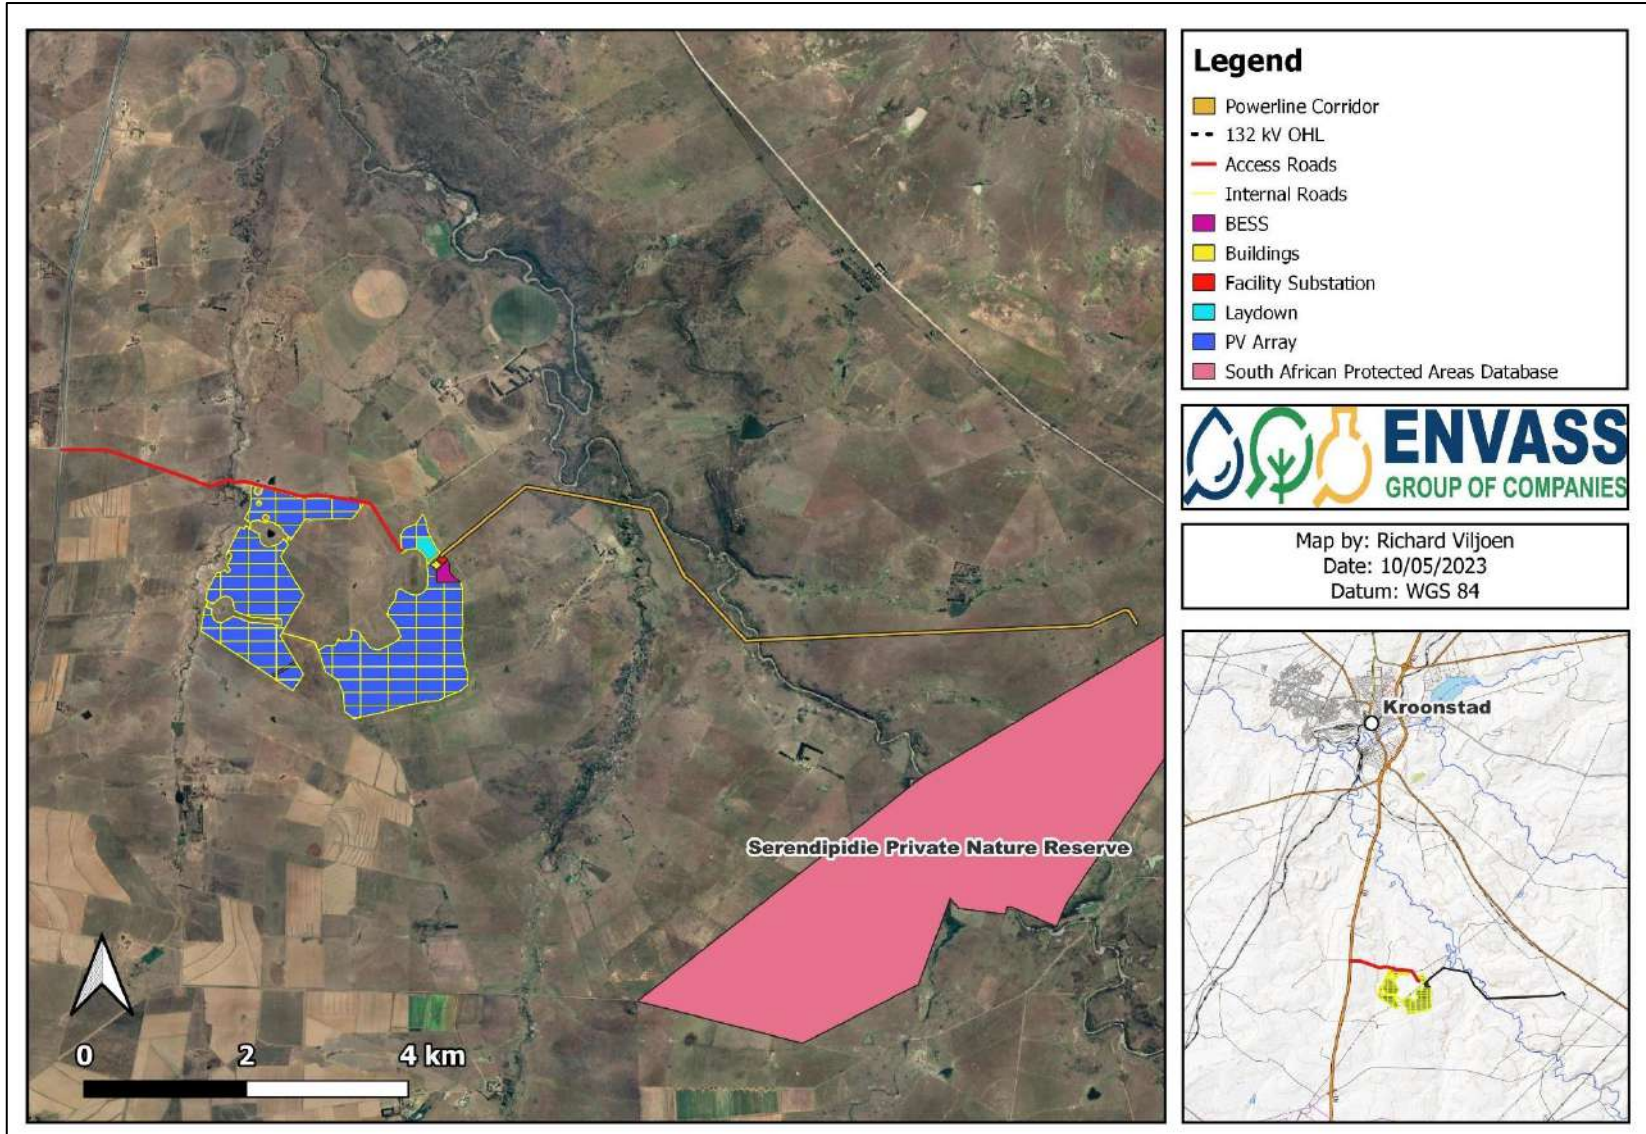 Legend
Powerline Corridor
132 kV OHL
Access Roads
Internal Roads
BESS
Buildings
Facility Substation
Laydown
PV Array
South African Protected Areas Database
ENVASS
GROUP OF COMPANIES
Map by: Richard Viljoen
Date: 10/05/2023
Datum: WGS 84
Kroonstad
Serendipidie Private Nature Reserve
0 2 4 km